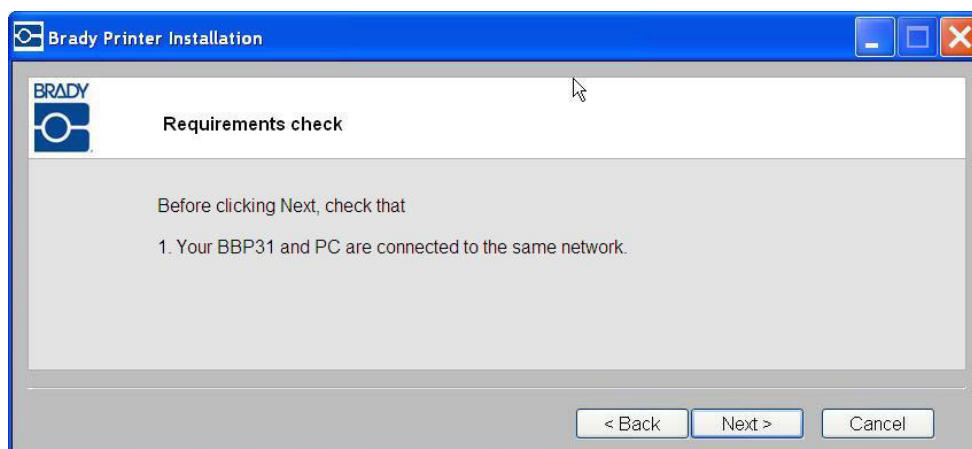 Brady Printer Installation
BRADY
Requirements check
Before clicking Next, check that
1. Your BBP31 and PC are connected to the same network.
< Back Next > Cancel